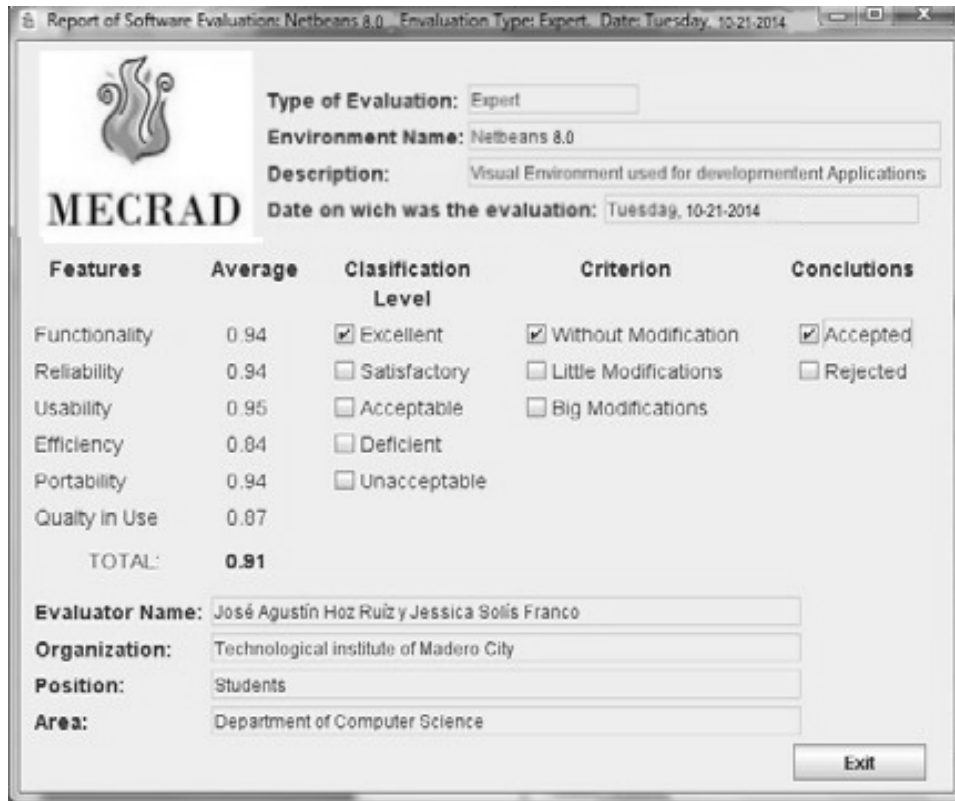 Report of Software Evaluation: Netbeans 8.0 Envaluation Type: Expert. Date: Tuesday, 10-21-2014
MECRAD
Type of Evaluation: Expert
Environment Name: Netbeans 8.0
Description: Visual Environment used for developmentent Applications
Date on wich was the evaluation: Tuesday, 10-21-2014
Features Average Clasification Level Criterion Conclutions
Functionality 0.94 Excellent Without Modification Accepted
Reliability 0.94 Satisfactory Little Modifications Rejected
Usability 0.95 Acceptable Big Modifications
Efficiency 0.84 Deficient
Portability 0.94 Unacceptable
Qualty in Use 0.87
TOTAL: 0.91
Evaluator Name: José Agustín Hoz Ruíz y Jessica Solís Franco
Organization: Technological institute of Madero City
Position: Students
Area: Department of Computer Science
Exit